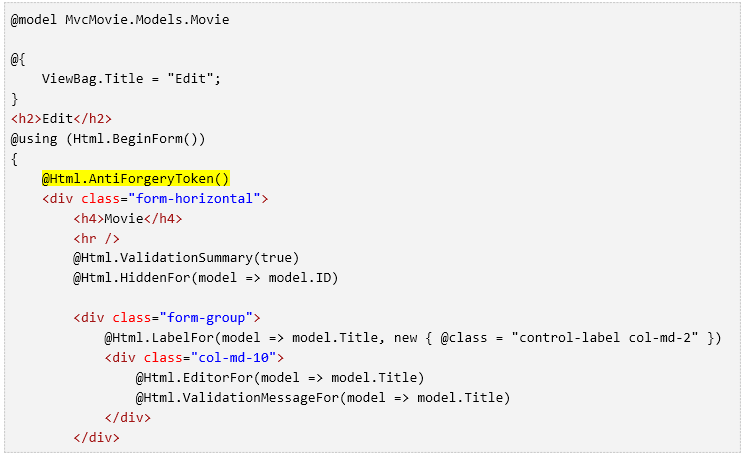 @model MvcMovie.Models.Movie
@{
ViewBag.Title = "Edit";
}
<h2>Edit</h2>
@using (Html.BeginForm())
{
@Html.AntiForgeryToken()
<div class="form-horizontal">
<h4>Movie</h4>
<hr />
@Html.ValidationSummary(true)
@Html.HiddenFor(model => model.ID)
<div class="form-group">
@Html.LabelFor(model => model.Title, new { @class = "control-label col-md-2" })
<div class="col-md-10">
@Html.EditorFor(model => model.Title)
@Html.ValidationMessageFor(model => model.Title)
</div>
</div>